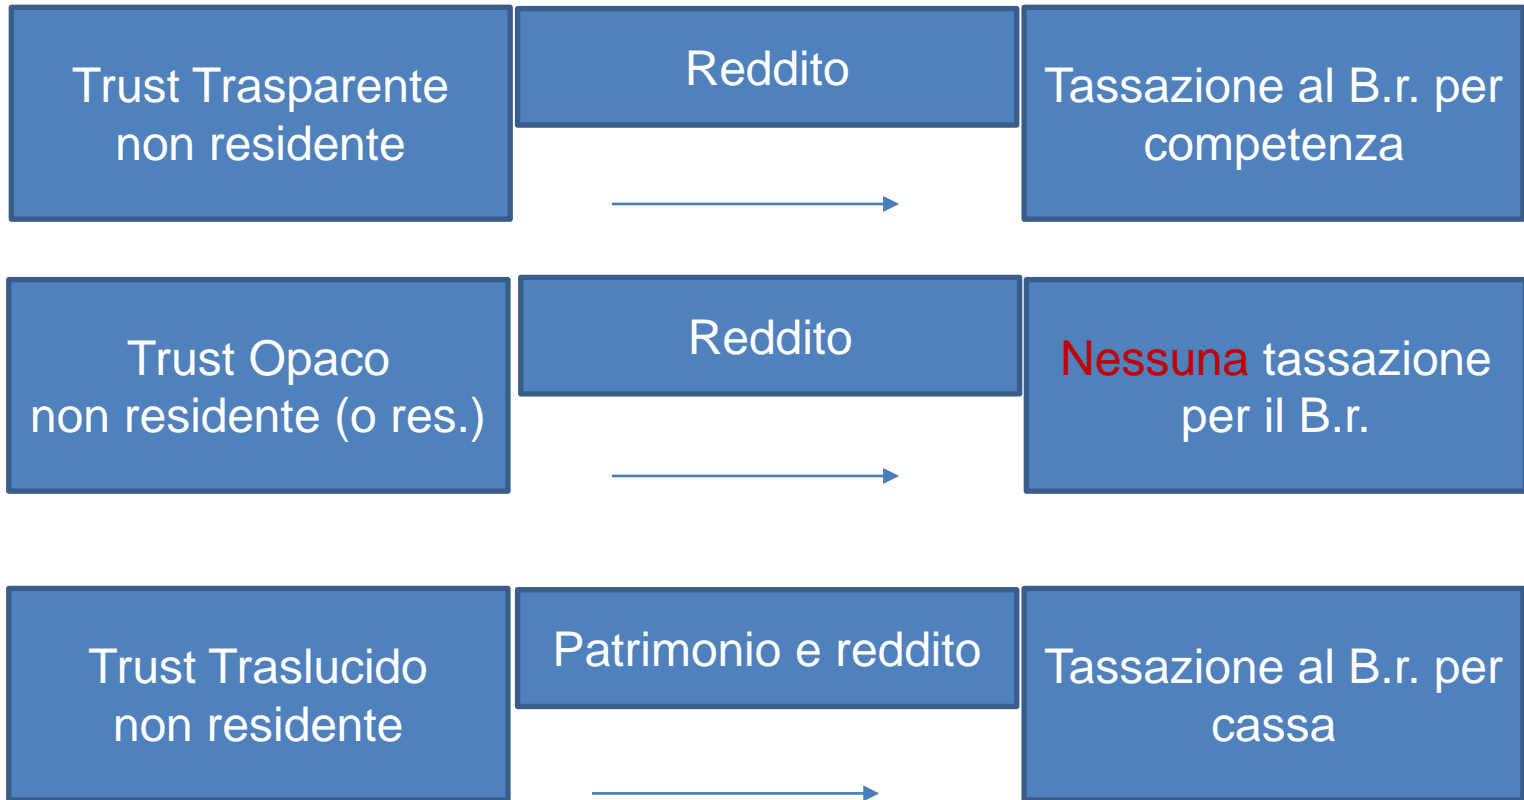 Trust Trasparente
non residente
Reddito
Tassazione al B.r. per
competenza
Trust Opaco
non residente (o res.)
Reddito
Nessuna tassazione
per il B.r.
Trust Traslucido
non residente
Patrimonio e reddito
Tassazione al B.r. per
cassa